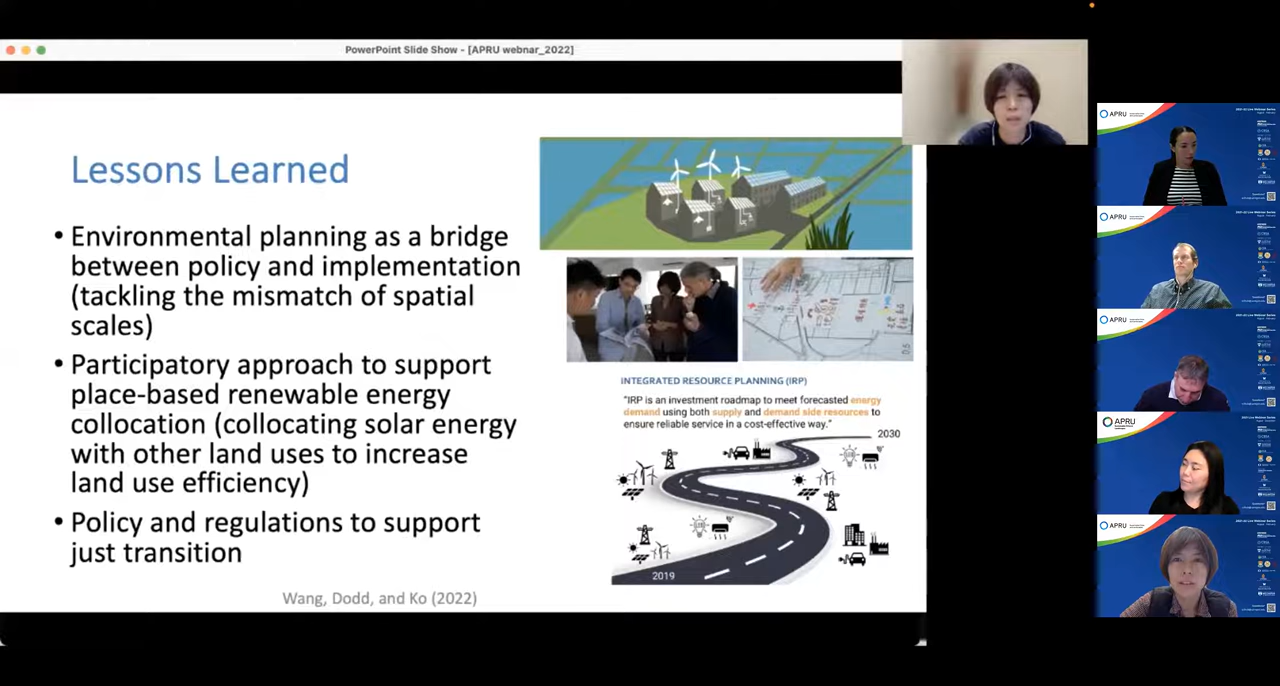 PowerPoint Slide Show - [APRU webnar_2022]
Lessons Learned
• Environmental planning as a bridge
between policy and implementation
(tackling the mismatch of spatial
scales)
• Participatory approach to support
place-based renewable energy
collocation (collocating solar energy
with other land uses to increase
land use efficiency)
• Policy and regulations to support
just transition
Wang, Dodd, and Ko (2022)
INTEGRATED RESOURCE PLANNING (IRP)
"IRP is an investment roadmap to meet forecasted energy
demand using both supply and demand side resources to
ensure reliable service in a cost-effective way."
2030
2019
APRU
APRU
APRU
APRU
APRU